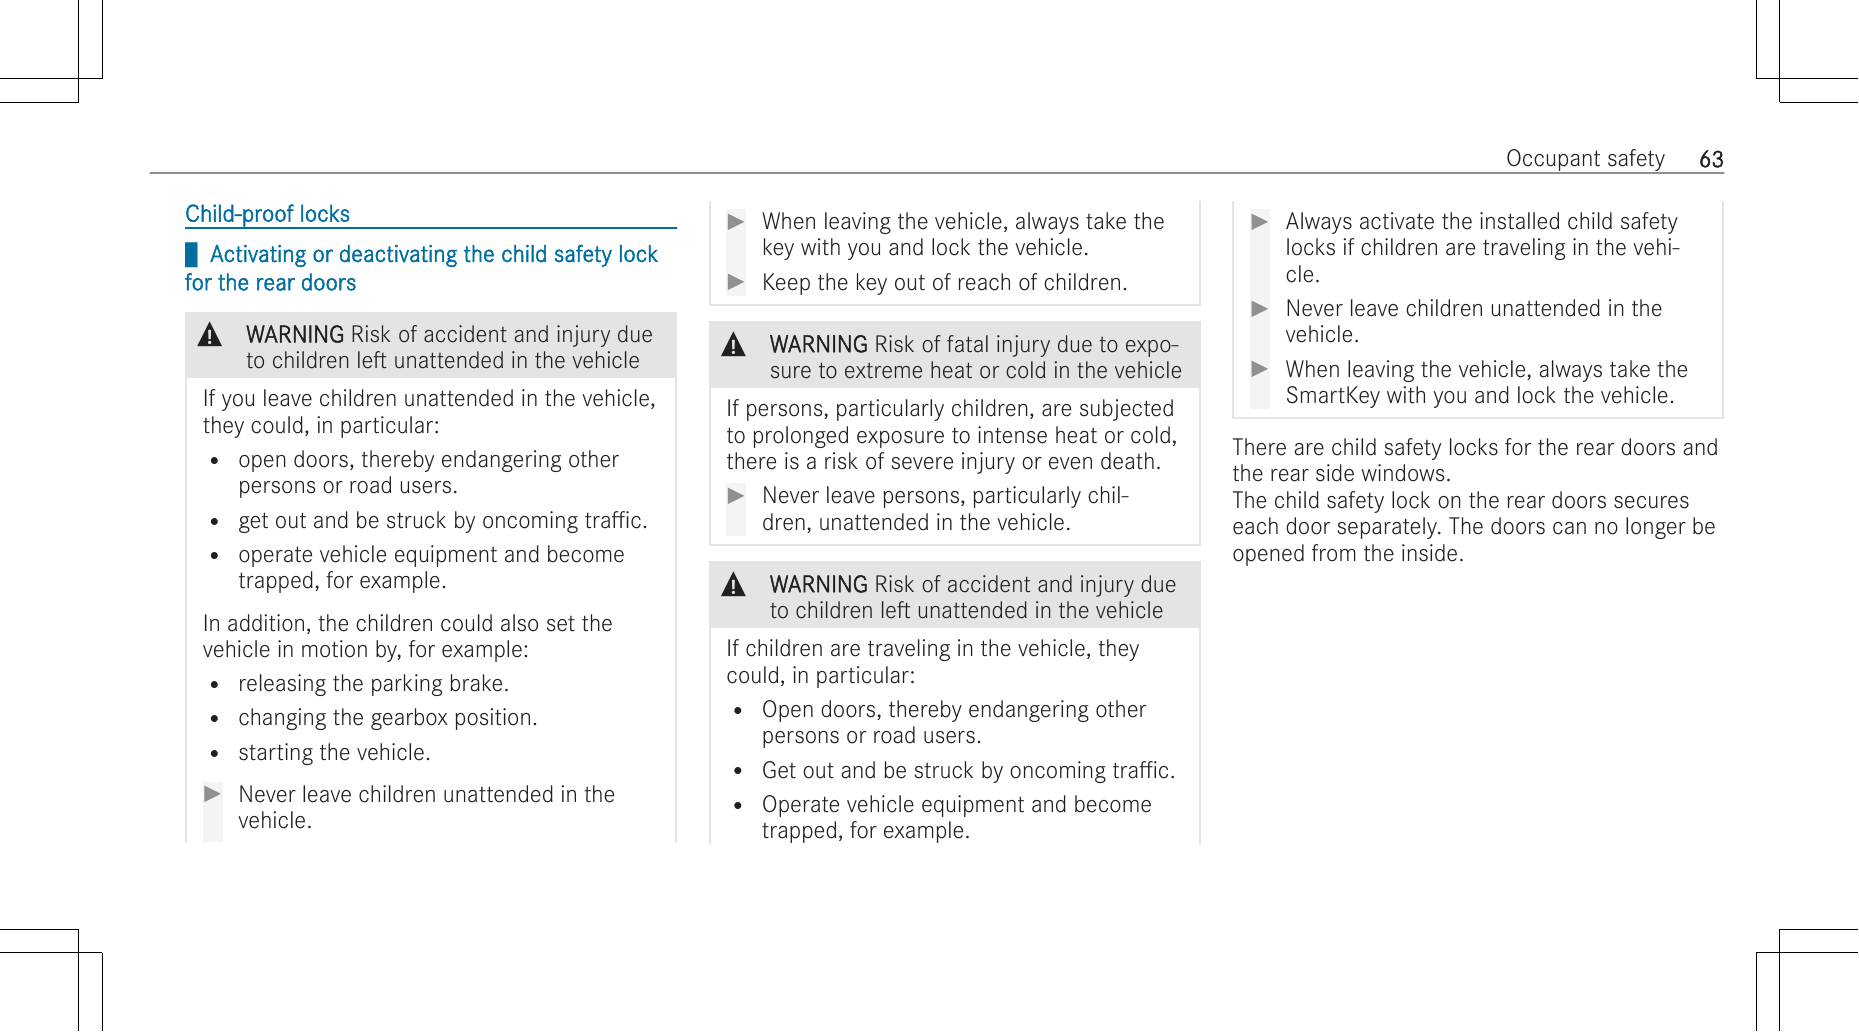 Occupant safety 63
Child-proof locks
Activating or deactivating the child safety lock
for the rear doors
WARNING Risk of accident and injury due
to children left unattended in the vehicle
If you leave children unattended in the vehicle,
they could, in particular:
• open doors, thereby endangering other
persons or road users.
• get out and be struck by oncoming traffic.
• operate vehicle equipment and become
trapped, for example.
In addition, the children could also set the
vehicle in motion by, for example:
• releasing the parking brake.
• changing the gearbox position.
• starting the vehicle.
▶ Never leave children unattended in the
vehicle.
▶ When leaving the vehicle, always take the
key with you and lock the vehicle.
▶ Keep the key out of reach of children.
WARNING Risk of fatal injury due to expo-
sure to extreme heat or cold in the vehicle
If persons, particularly children, are subjected
to prolonged exposure to intense heat or cold,
there is a risk of severe injury or even death.
▶ Never leave persons, particularly chil-
dren, unattended in the vehicle.
WARNING Risk of accident and injury due
to children left unattended in the vehicle
If children are traveling in the vehicle, they
could, in particular:
• Open doors, thereby endangering other
persons or road users.
• Get out and be struck by oncoming traffic.
• Operate vehicle equipment and become
trapped, for example.
▶ Always activate the installed child safety
locks if children are traveling in the vehi-
cle.
▶ Never leave children unattended in the
vehicle.
▶ When leaving the vehicle, always take the
SmartKey with you and lock the vehicle.
There are child safety locks for the rear doors and
the rear side windows.
The child safety lock on the rear doors secures
each door separately. The doors can no longer be
opened from the inside.